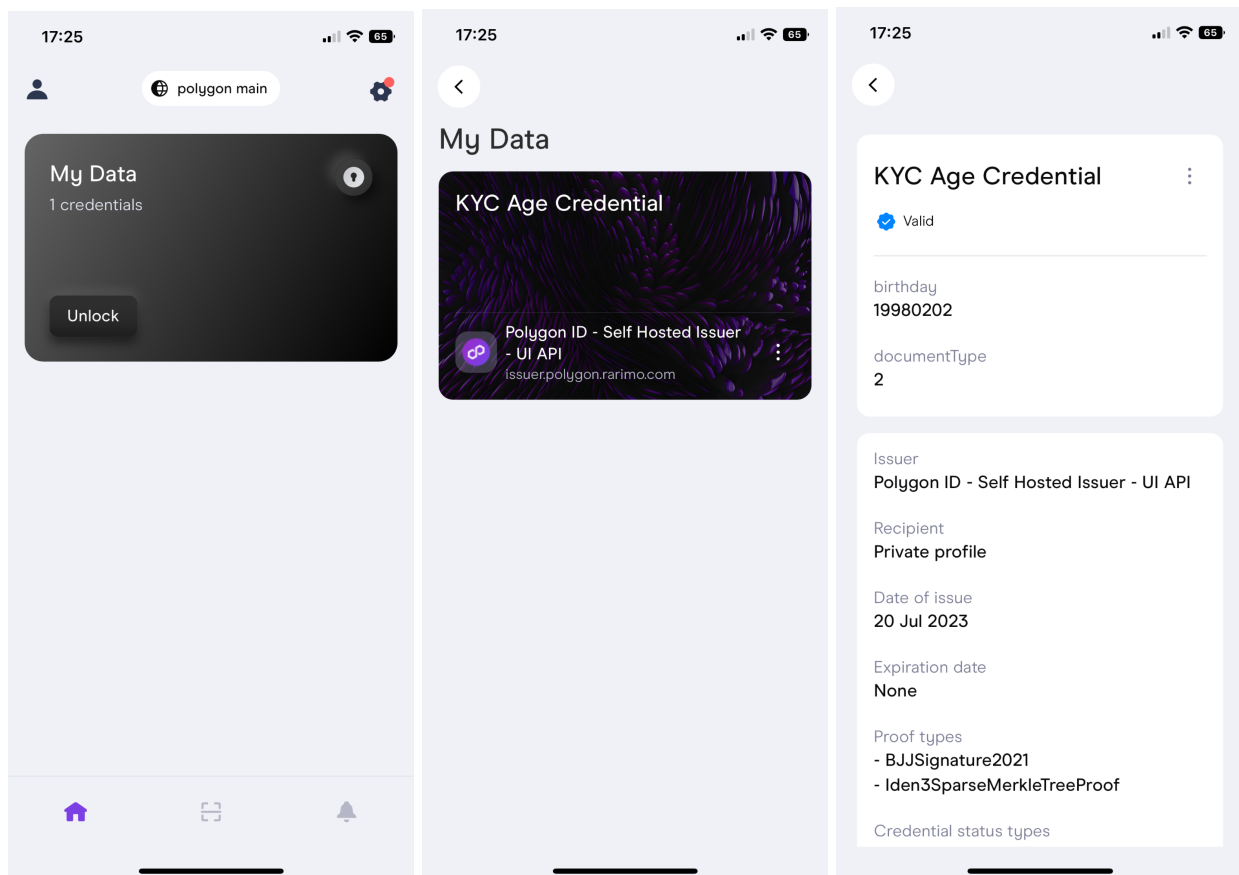 17:25
65
polygon main
My Data
1 credentials
Unlock
17:25
65
My Data
KYC Age Credential
Polygon ID - Self Hosted Issuer
- UI API
issuer.polygon.rarimo.com
17:25
65
KYC Age Credential
Valid
birthday
19980202
documentType
2
Issuer
Polygon ID - Self Hosted Issuer - UI API
Recipient
Private profile
Date of issue
20 Jul 2023
Expiration date
None
Proof types
- BJJSignature2021
- Iden3SparseMerkleTreeProof
Credential status types